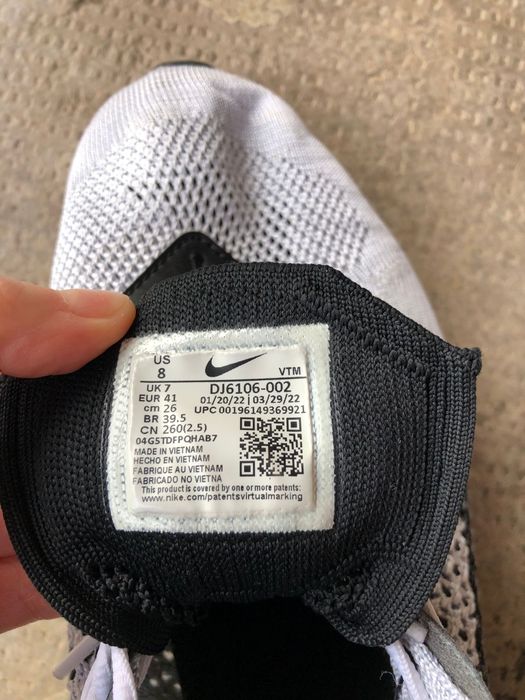 US
8
VTM
UK 7 DJ6106-002
EUR 41 01/20/22 | 03/29/22
cm 26 UPC 00196149369921
BR 39.5
CN 260(2.5)
04G5TDFPQHAB7
MADE IN VIETNAM
HECHO EN VIETNAM
FABRIQUE AU VIETNAM
FABRICADO NO VIETNA
This product is covered by one or more patents:
www.nike.com/patentsvirtualmarking